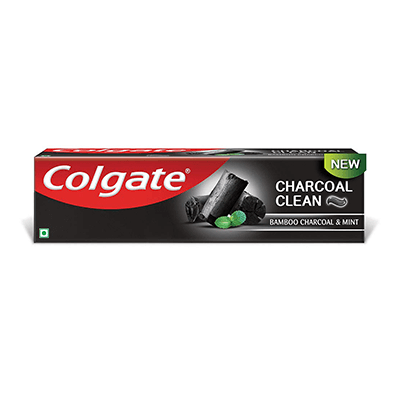 Colgate®
NEW
CHARCOAL
CLEAN
BAMBOO CHARCOAL & MINT